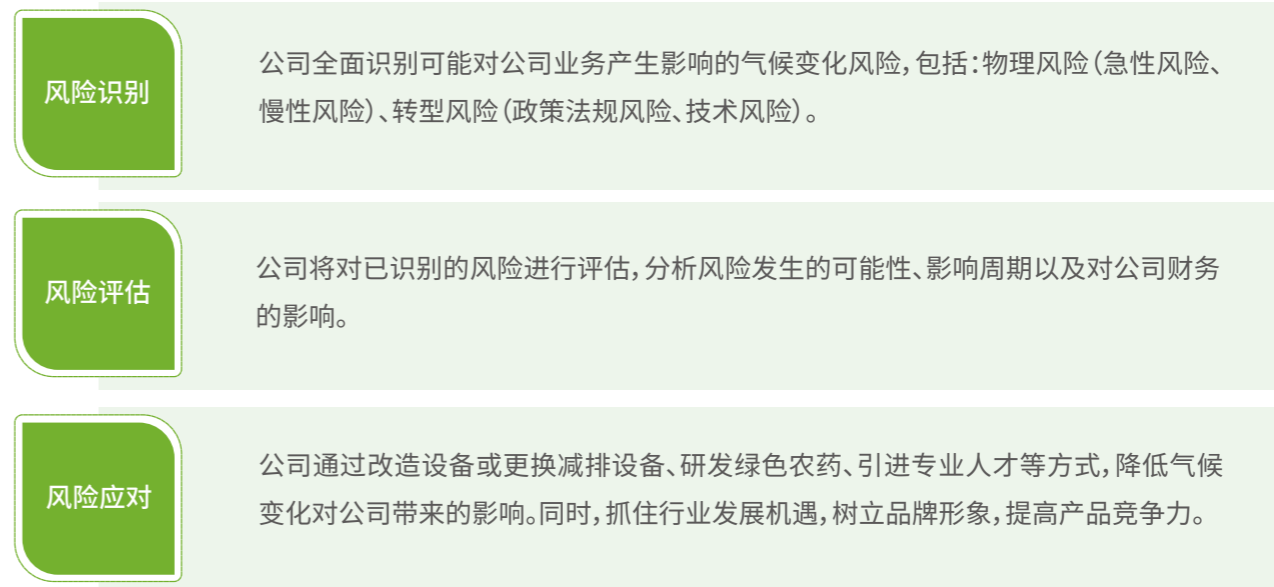 风险识别
公司全面识别可能对公司业务产生影响的气候变化风险，包括：物理风险（急性风险、
慢性风险）、转型风险（政策法规风险、技术风险）。
风险评估
公司将对已识别的风险进行评估，分析风险发生的可能性、影响周期以及对公司财务
的影响。
风险应对
公司通过改造设备或更换减排设备、研发绿色农药、引进专业人才等方式，降低气候
变化对公司带来的影响。同时，抓住行业发展机遇，树立品牌形象，提高产品竞争力。